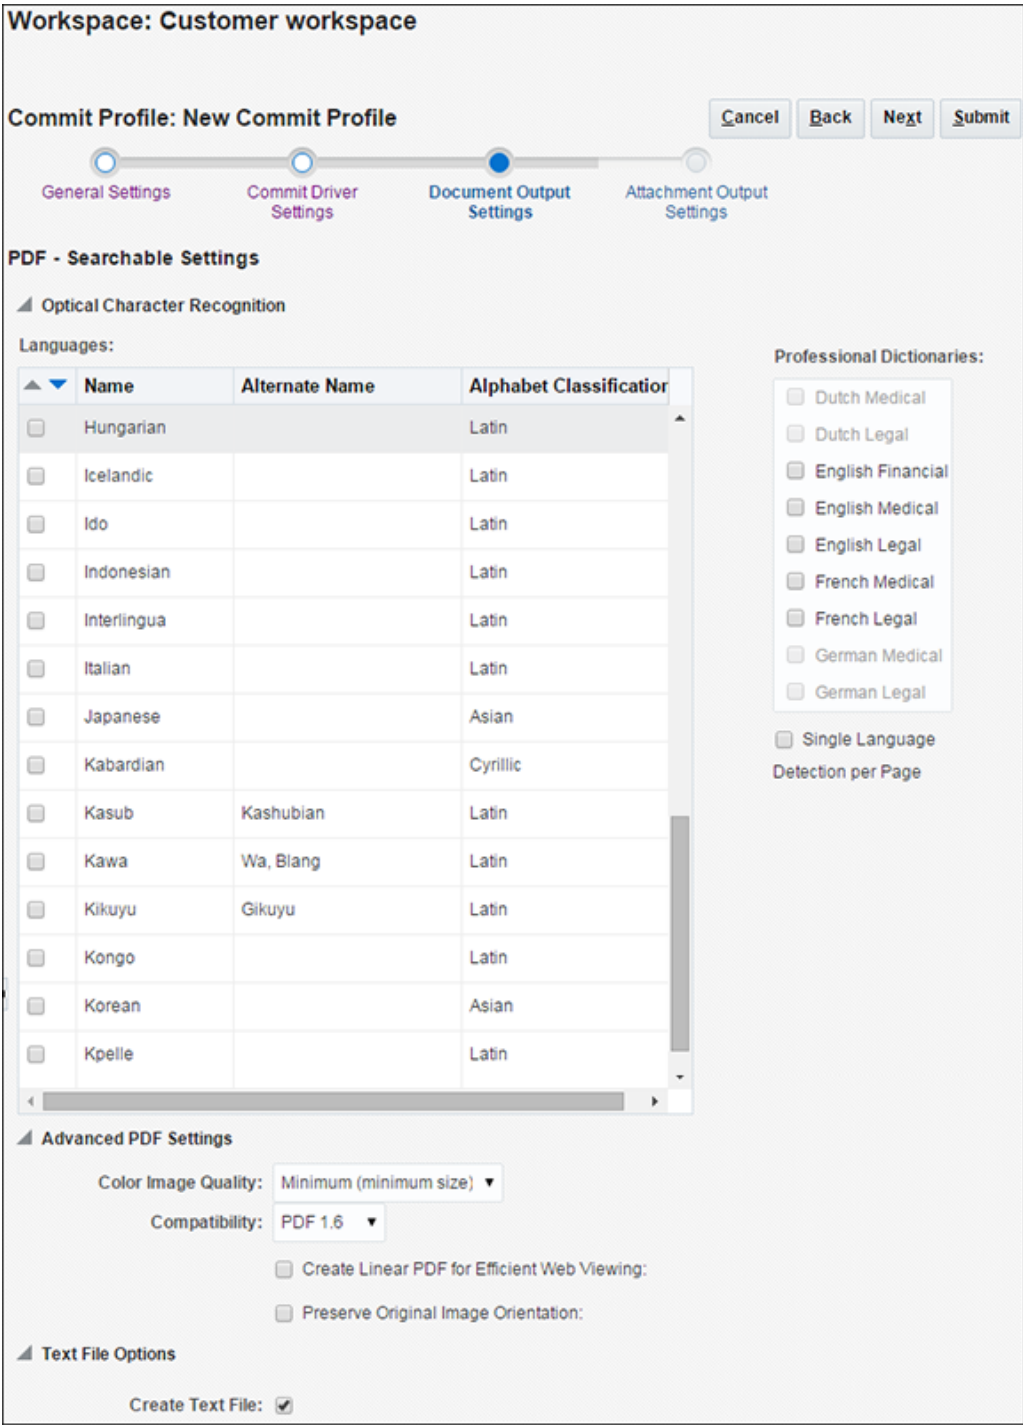 Workspace: Customer workspace
Commit Profile: New Commit Profile
Cancel Back Next Submit
General Settings
Commit Driver
Settings
Document Output
Settings
Attachment Output
Settings
PDF - Searchable Settings
Optical Character Recognition
Languages:
Name Alternate Name Alphabet Classification
Hungarian Latin
Icelandic Latin
Ido Latin
Indonesian Latin
Interlingua Latin
Italian Latin
Japanese Asian
Kabardian Cyrillic
Kasub Kashubian Latin
Kawa Wa, Blang Latin
Kikuyu Gikuyu Latin
Kongo Latin
Korean Asian
Kpelle Latin
Professional Dictionaries:
Dutch Medical
Dutch Legal
English Financial
English Medical
English Legal
French Medical
French Legal
German Medical
German Legal
Single Language
Detection per Page
Advanced PDF Settings
Color Image Quality: Minimum (minimum size)
Compatibility: PDF 1.6
Create Linear PDF for Efficient Web Viewing:
Preserve Original Image Orientation:
Text File Options
Create Text File: